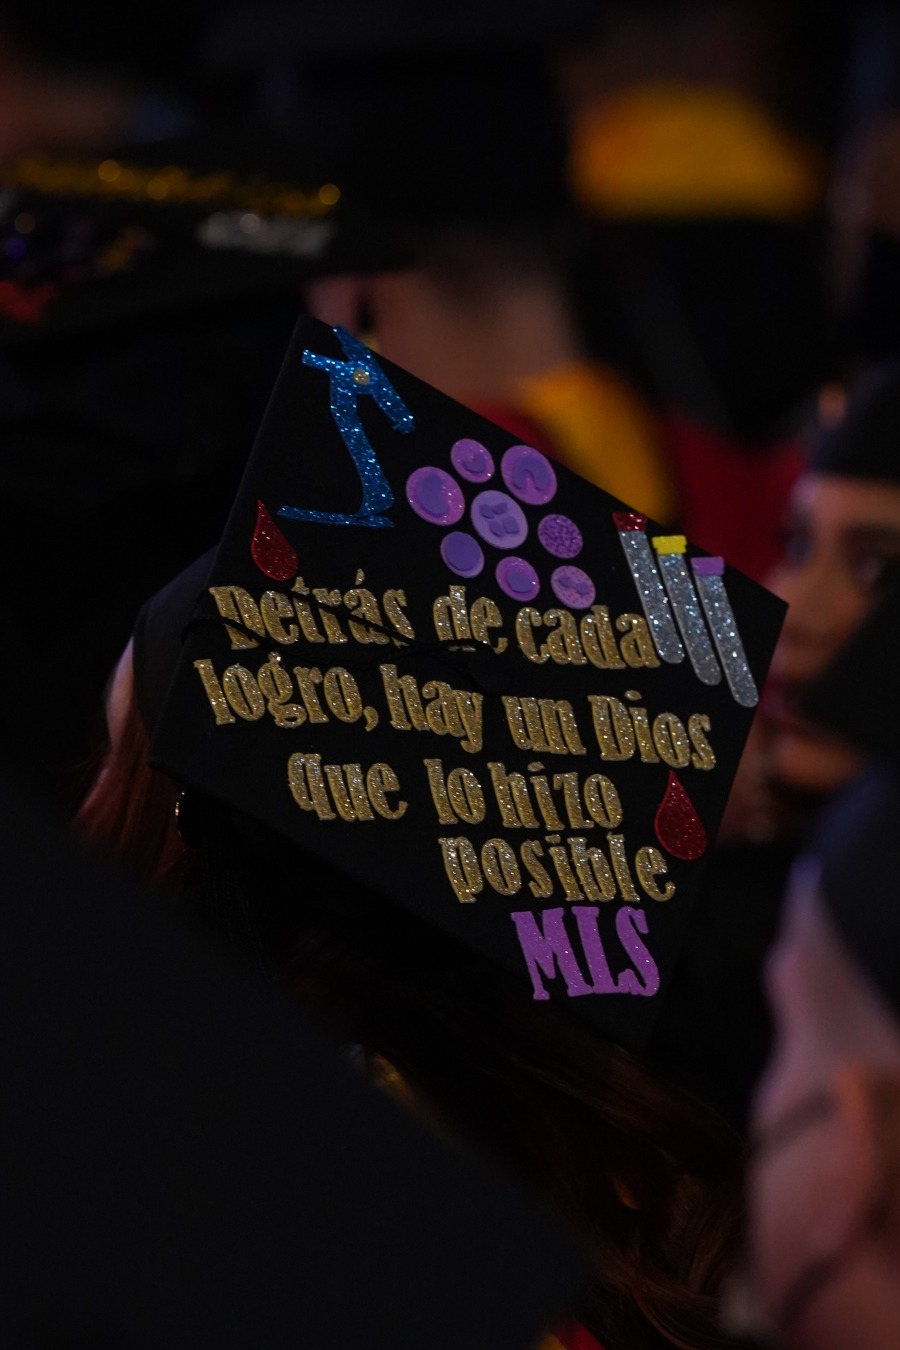 Detrás de cada
logro, hay un Dios
que lo hizo
posible
MLS